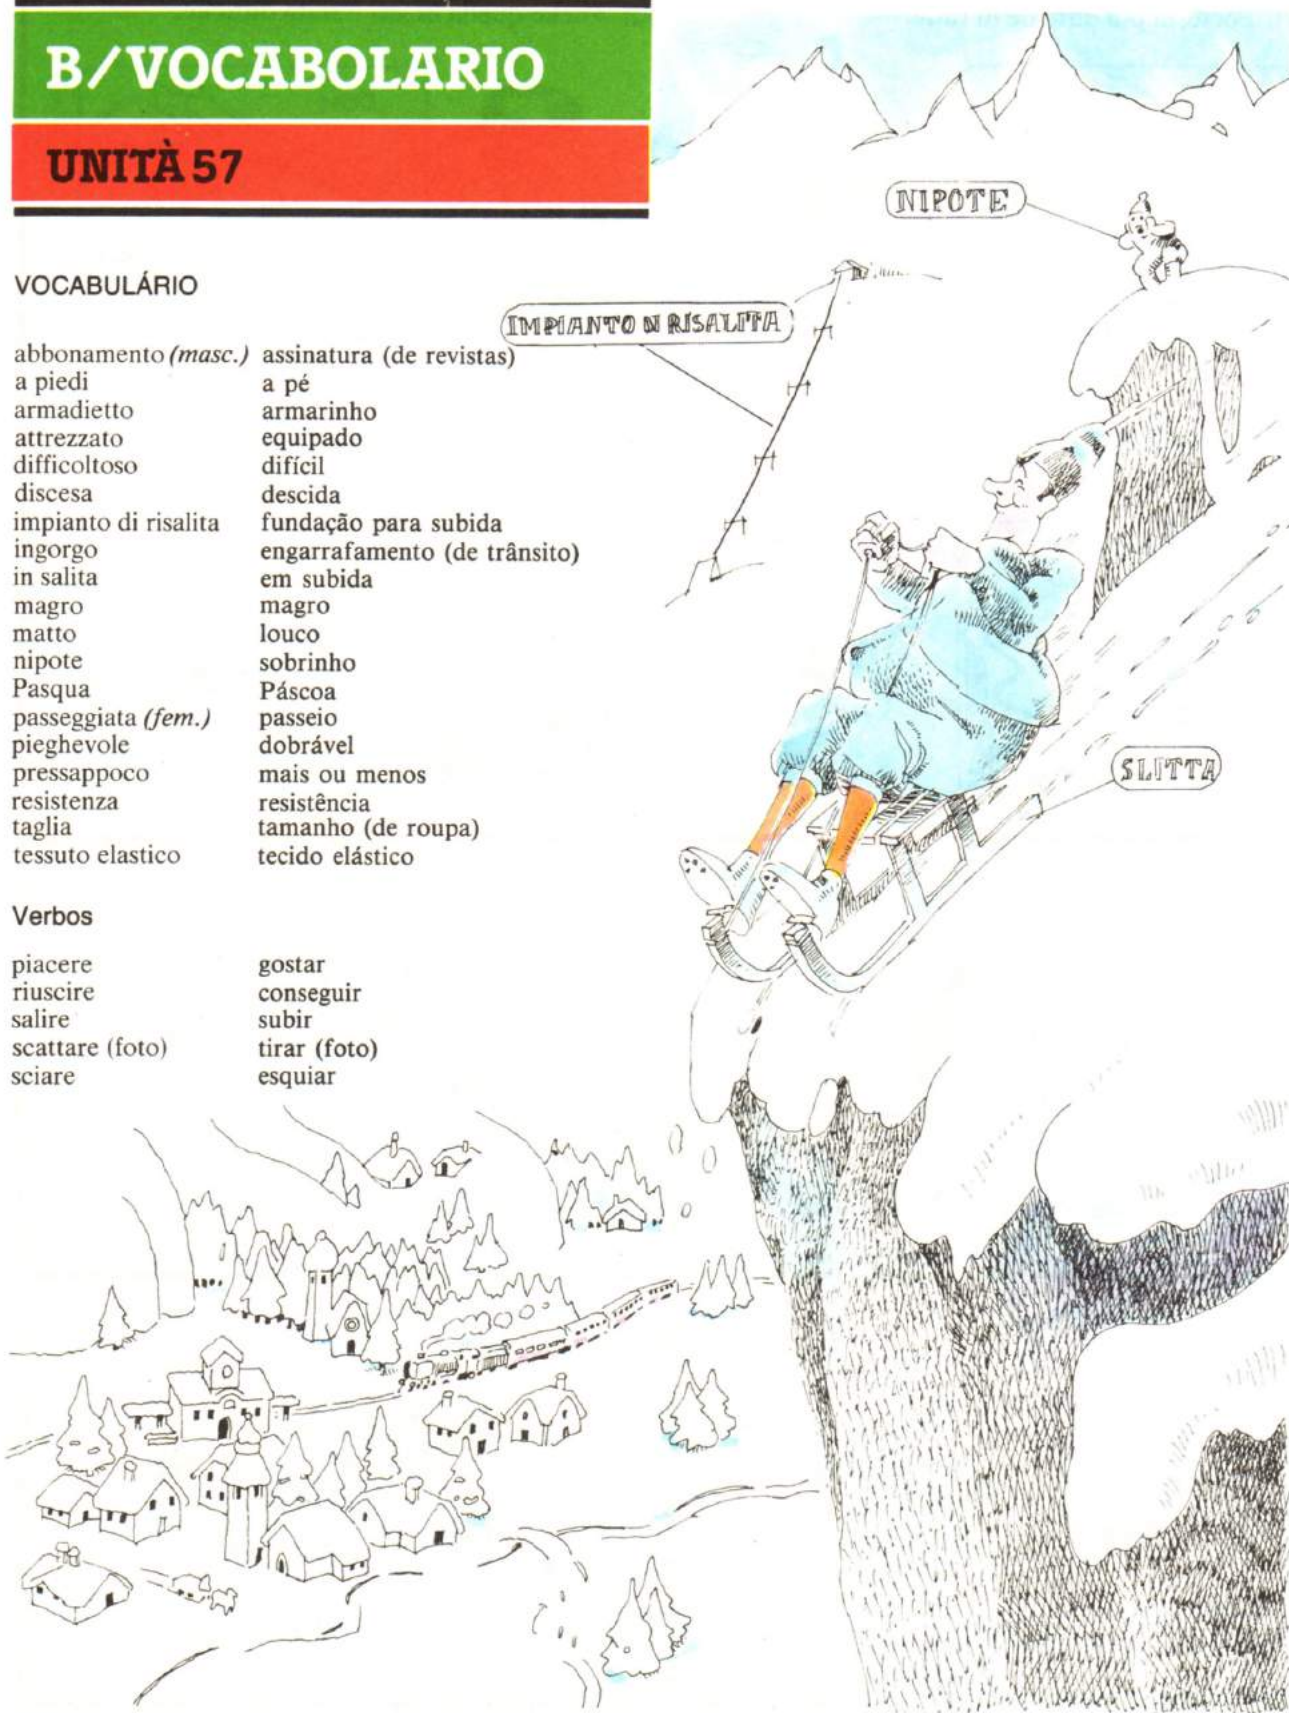 B/VOCABOLARIO
UNITÀ 57
NIPOTE
VOCABULÁRIO
IMPIANTO DI RISALITA
abbonamento (masc.) assinatura (de revistas)
a piedi a pé
armadietto armarinho
attrezzato equipado
difficoltoso difícil
discesa descida
impianto di risalita fundação para subida
ingorgo engarrafamento (de trânsito)
in salita em subida
magro magro
matto louco
nipote sobrinho
Pasqua Páscoa
passeggiata (fem.) passeio
pieghevole dobrável
pressappoco mais ou menos
resistenza resistência
taglia tamanho (de roupa)
tessuto elastico tecido elástico
SLITTA
Verbos
piacere gostar
riuscire conseguir
salire subir
scattare (foto) tirar (foto)
sciare esquiar